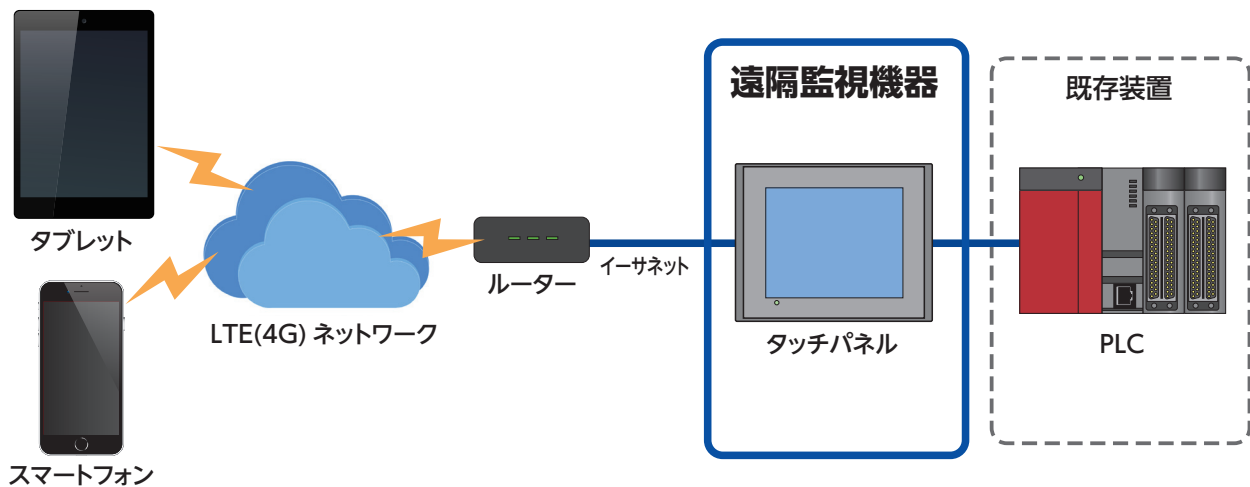 遠隔監視機器
既存装置
タブレット
イーサネット
ルーター
LTE(4G) ネットワーク
タッチパネル
PLC
スマートフォン